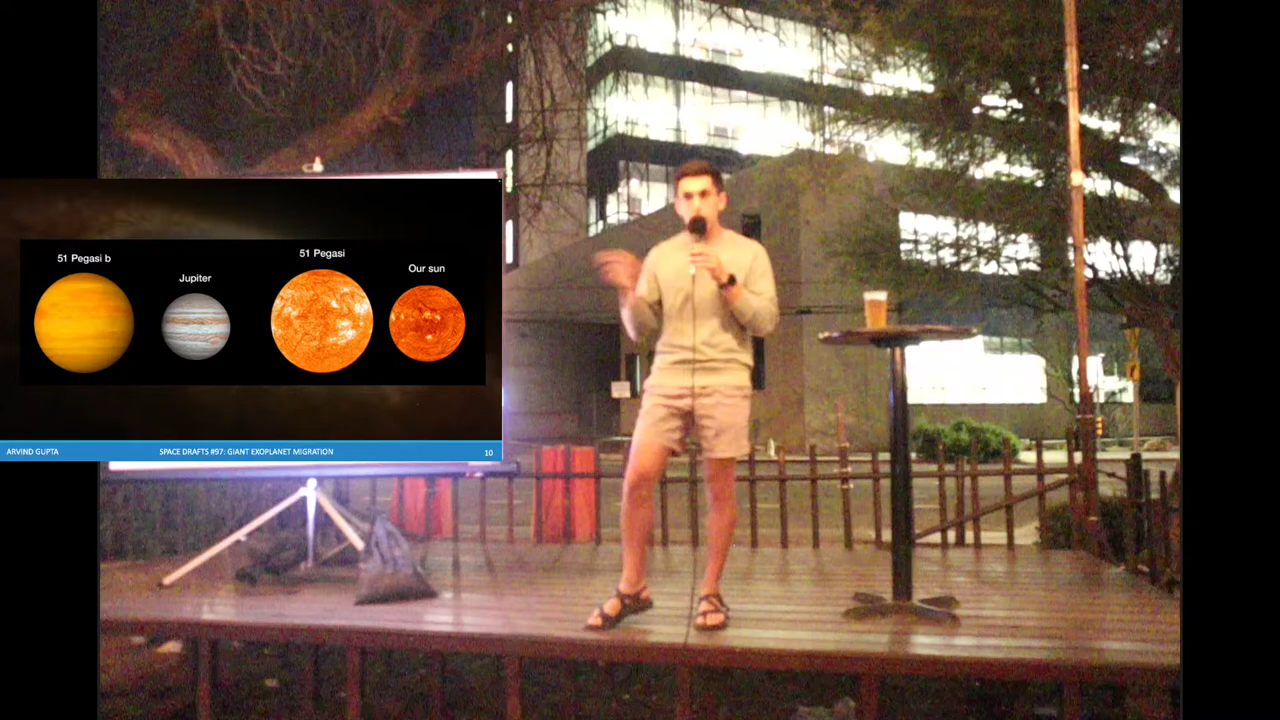 51 Pegasi b
Jupiter
51 Pegasi
Our sun
ARVIND GUPTA
SPACE DRAFTS #97: GIANT EXOPLANET MIGRATION
10